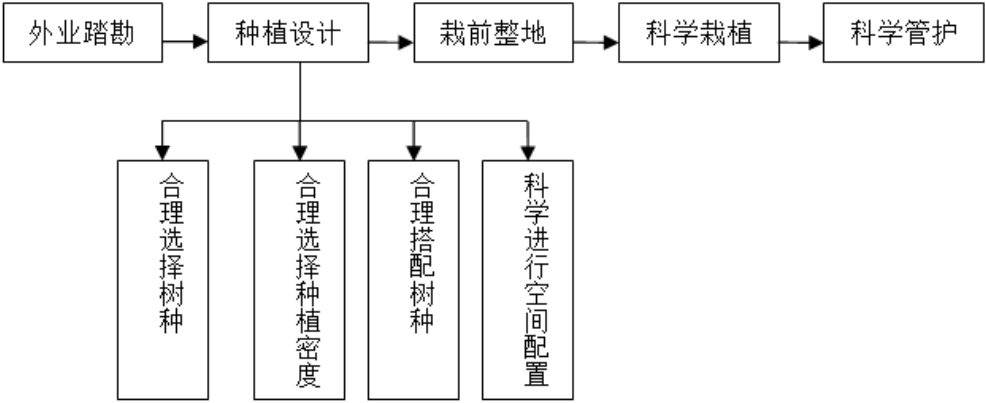 外业踏勘
种植设计
栽前整地
科学栽植
科学管护
合理选择树种
合理选择种植密度
合理搭配树种
科学进行空间配置